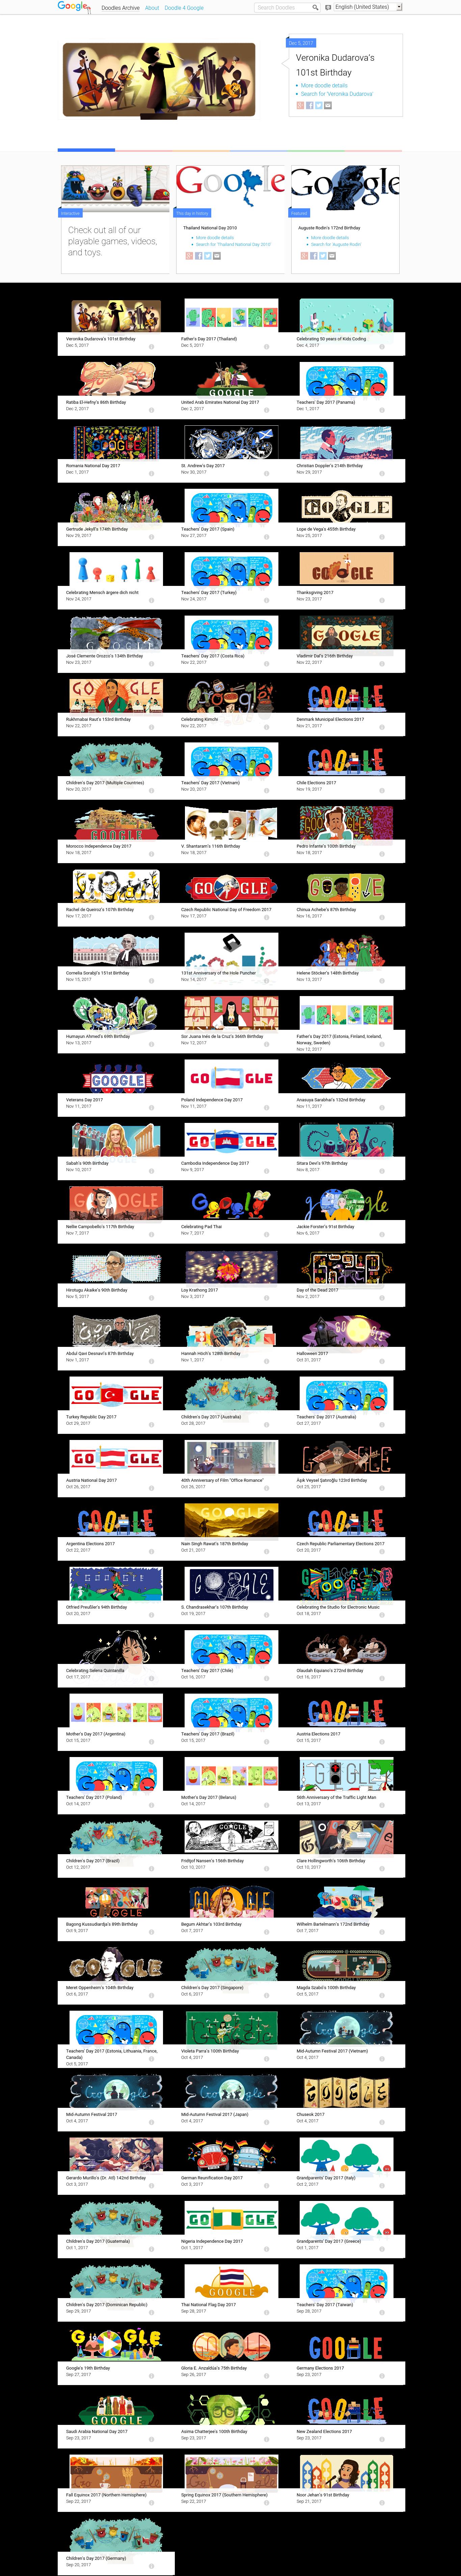 Google
Doodles Archive
About
Doodle 4 Google
Search Doodles
English (United States)
Dec 5, 2017
Veronika Dudarova's
101st Birthday
More doodle details
Search for 'Veronika Dudarova'
Interactive
Check out all of our
playable games, videos,
and toys.
This day in history
Thailand National Day 2010
More doodle details
Search for 'Thailand National Day 2010'
Featured
Auguste Rodin's 172nd Birthday
More doodle details
Search for 'Auguste Rodin'
Veronika Dudarova's 101st Birthday
Dec 5, 2017
Father's Day 2017 (Thailand)
Dec 5, 2017
Celebrating 50 years of Kids Coding
Dec 4, 2017
Ratiba El-Hefny's 86th Birthday
Dec 2, 2017
United Arab Emirates National Day 2017
Dec 2, 2017
Teachers' Day 2017 (Panama)
Dec 1, 2017
Romania National Day 2017
Dec 1, 2017
St. Andrew's Day 2017
Nov 30, 2017
Christian Doppler's 214th Birthday
Nov 29, 2017
Gertrude Jekyll's 174th Birthday
Nov 29, 2017
Teachers' Day 2017 (Spain)
Nov 27, 2017
Lope de Vega's 455th Birthday
Nov 25, 2017
Celebrating Mensch ärgere dich nicht
Nov 24, 2017
Teachers' Day 2017 (Turkey)
Nov 24, 2017
Thanksgiving 2017
Nov 23, 2017
José Clemente Orozco's 134th Birthday
Nov 23, 2017
Teachers' Day 2017 (Costa Rica)
Nov 22, 2017
Vladimir Dal's 216th Birthday
Nov 22, 2017
Rukhmabai Raut's 153rd Birthday
Nov 22, 2017
Celebrating Kimchi
Nov 22, 2017
Denmark Municipal Elections 2017
Nov 21, 2017
Children's Day 2017 (Multiple Countries)
Nov 20, 2017
Teachers' Day 2017 (Vietnam)
Nov 20, 2017
Chile Elections 2017
Nov 19, 2017
Morocco Independence Day 2017
Nov 18, 2017
V. Shantaram's 116th Birthday
Nov 18, 2017
Pedro Infante's 100th Birthday
Nov 18, 2017
Rachel de Queiroz's 107th Birthday
Nov 17, 2017
Czech Republic National Day of Freedom 2017
Nov 17, 2017
Chinua Achebe's 87th Birthday
Nov 16, 2017
Cornelia Sorabji's 151st Birthday
Nov 15, 2017
131st Anniversary of the Hole Puncher
Nov 14, 2017
Helene Stöcker's 148th Birthday
Nov 13, 2017
Humayun Ahmed's 69th Birthday
Nov 13, 2017
Sor Juana Inés de la Cruz's 366th Birthday
Nov 12, 2017
Father's Day 2017 (Estonia, Finland, Iceland,
Norway, Sweden)
Nov 12, 2017
Veterans Day 2017
Nov 11, 2017
Poland Independence Day 2017
Nov 11, 2017
Anasuya Sarabhai's 132nd Birthday
Nov 11, 2017
Sabah's 90th Birthday
Nov 10, 2017
Cambodia Independence Day 2017
Nov 9, 2017
Sitara Devi's 97th Birthday
Nov 8, 2017
Nellie Campobello's 117th Birthday
Nov 7, 2017
Celebrating Pad Thai
Nov 7, 2017
Jackie Forster's 91st Birthday
Nov 6, 2017
Hirotugu Akaike's 90th Birthday
Nov 5, 2017
Loy Krathong 2017
Nov 3, 2017
Day of the Dead 2017
Nov 2, 2017
Abdul Qavi Desnavi's 87th Birthday
Nov 1, 2017
Hannah Höch's 128th Birthday
Nov 1, 2017
Halloween 2017
Oct 31, 2017
Turkey Republic Day 2017
Oct 29, 2017
Children's Day 2017 (Australia)
Oct 28, 2017
Teachers' Day 2017 (Australia)
Oct 27, 2017
Austria National Day 2017
Oct 26, 2017
40th Anniversary of Film "Office Romance"
Oct 26, 2017
Âşık Veysel Şatıroğlu 123rd Birthday
Oct 25, 2017
Argentina Elections 2017
Oct 22, 2017
Nain Singh Rawat's 187th Birthday
Oct 21, 2017
Czech Republic Parliamentary Elections 2017
Oct 20, 2017
Otfried Preußler's 94th Birthday
Oct 20, 2017
S. Chandrasekhar's 107th Birthday
Oct 19, 2017
Celebrating the Studio for Electronic Music
Oct 18, 2017
Celebrating Selena Quintanilla
Oct 17, 2017
Teachers' Day 2017 (Chile)
Oct 16, 2017
Olaudah Equiano's 272nd Birthday
Oct 16, 2017
Mother's Day 2017 (Argentina)
Oct 15, 2017
Teachers' Day 2017 (Brazil)
Oct 15, 2017
Austria Elections 2017
Oct 15, 2017
Teachers' Day 2017 (Poland)
Oct 14, 2017
Mother's Day 2017 (Belarus)
Oct 14, 2017
56th Anniversary of the Traffic Light Man
Oct 13, 2017
Children's Day 2017 (Brazil)
Oct 12, 2017
Fridtjof Nansen's 156th Birthday
Oct 10, 2017
Clare Hollingworth's 106th Birthday
Oct 10, 2017
Bagong Kussudiardja's 89th Birthday
Oct 9, 2017
Begum Akhtar's 103rd Birthday
Oct 7, 2017
Wilhelm Bartelmann's 172nd Birthday
Oct 7, 2017
Meret Oppenheim's 104th Birthday
Oct 6, 2017
Children's Day 2017 (Singapore)
Oct 6, 2017
Magda Szabó's 100th Birthday
Oct 5, 2017
Teachers' Day 2017 (Estonia, Lithuania, France,
Canada)
Oct 5, 2017
Violeta Parra's 100th Birthday
Oct 4, 2017
Mid-Autumn Festival 2017 (Vietnam)
Oct 4, 2017
Mid-Autumn Festival 2017
Oct 4, 2017
Mid-Autumn Festival 2017 (Japan)
Oct 4, 2017
Chuseok 2017
Oct 4, 2017
Gerardo Murillo's (Dr. Atl) 142nd Birthday
Oct 3, 2017
German Reunification Day 2017
Oct 3, 2017
Grandparents' Day 2017 (Italy)
Oct 2, 2017
Children's Day 2017 (Guatemala)
Oct 1, 2017
Nigeria Independence Day 2017
Oct 1, 2017
Grandparents' Day 2017 (Greece)
Oct 1, 2017
Children's Day 2017 (Dominican Republic)
Sep 29, 2017
Thai National Flag Day 2017
Sep 28, 2017
Teachers' Day 2017 (Taiwan)
Sep 28, 2017
Google's 19th Birthday
Sep 27, 2017
Gloria E. Anzaldúa's 75th Birthday
Sep 26, 2017
Germany Elections 2017
Sep 23, 2017
Saudi Arabia National Day 2017
Sep 23, 2017
Asima Chatterjee's 100th Birthday
Sep 23, 2017
New Zealand Elections 2017
Sep 22, 2017
Fall Equinox 2017 (Northern Hemisphere)
Sep 22, 2017
Spring Equinox 2017 (Southern Hemisphere)
Sep 22, 2017
Noor Jehan's 91st Birthday
Sep 21, 2017
Children's Day 2017 (Germany)
Sep 20, 2017